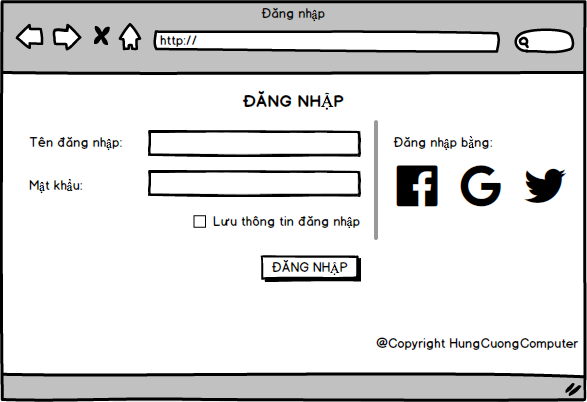 Đăng nhập
http://
ĐĂNG NHẬP
Tên đăng nhập:
Mật khẩu:
Lưu thông tin đăng nhập
ĐĂNG NHẬP
Đăng nhập bằng:
@Copyright HungCuongComputer